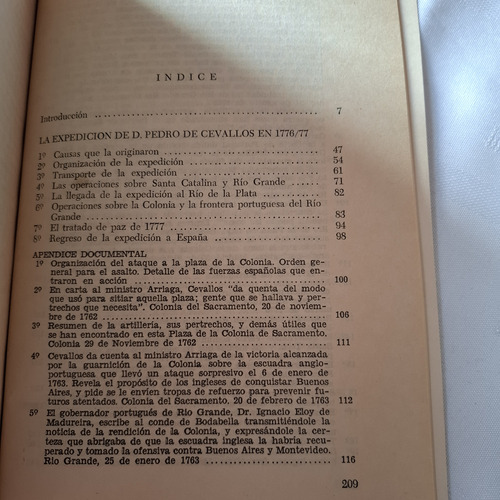 INDICE
Introducción 7
LA EXPEDICION DE D. PEDRO DE CEVALLOS EN 1776/77
1º Causas que la originaron 47
2º Organización de la expedición 54
3º Transporte de la expedición 61
4º Las operaciones sobre Santa Catalina y Río Grande 71
5º La llegada de la expedición al Río de la Plata 82
6º Operaciones sobre la Colonia y la frontera portuguesa del Río
Grande 83
7º El tratado de paz de 1777 94
8º Regreso de la expedición a España 98
APENDICE DOCUMENTAL
1º Organización del ataque a la plaza de la Colonia. Orden ge-
neral para el asalto. Detalle de las fuerzas españolas que en-
traron en acción 100
2º En carta al ministro Arriaga, Cevallos "da quenta del modo
que usó para sitiar aquella plaza; gente que se hallava y per-
trechos que necesita". Colonia del Sacramento, 20 de noviem-
bre de 1762 106
3º Resumen de la artillería, sus pertrechos, y demás útiles que
se han encontrado en esta Plaza de la Colonia de Sacramento.
Colonia 29 de Noviembre de 1762 111
4º Cevallos da cuenta al ministro Arriaga de la victoria alcanzada
por la guarnición de la Colonia sobre la escuadra anglo-
portuguesa que llevó un ataque sorpresivo el 6 de enero de
1763. Revela el propósito de los ingleses de conquistar Buenos
Aires, y pide se le envíen tropas de refuerzo para prevenir fu-
turos atentados. Colonia del Sacramento. 20 de febrero de 1763 112
5º El gobernador portugués de Río Grande, Dr. Ignacio Eloy de
Madureira, escribe al conde de Bodabella transmitiéndole la
noticia de la rendición de la Colonia, y expresándole la cer-
teza que abrigaba de que la escuadra inglesa la habría recu-
perado y tomado la ofensiva contra Buenos Aires y Montevideo.
Río Grande, 25 de enero de 1763 116
209